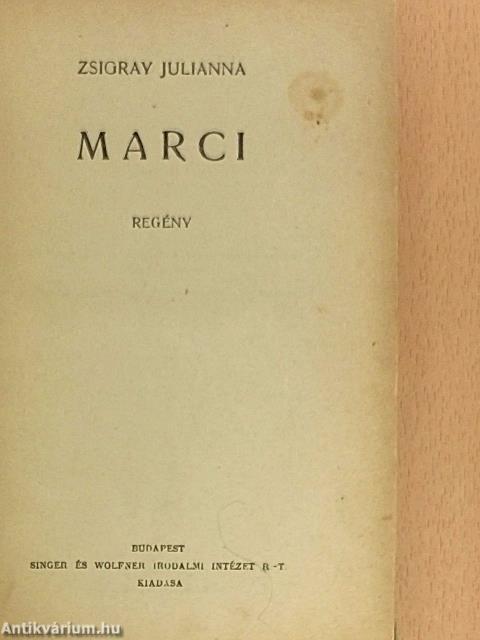 ZSIGRAY JULIANNA
MARCI
REGÉNY
BUDAPEST
SINGER ÉS WOLFNER IRODALMI INTÉZET R.-T.
KIADÁSA
Antikvárium.hu